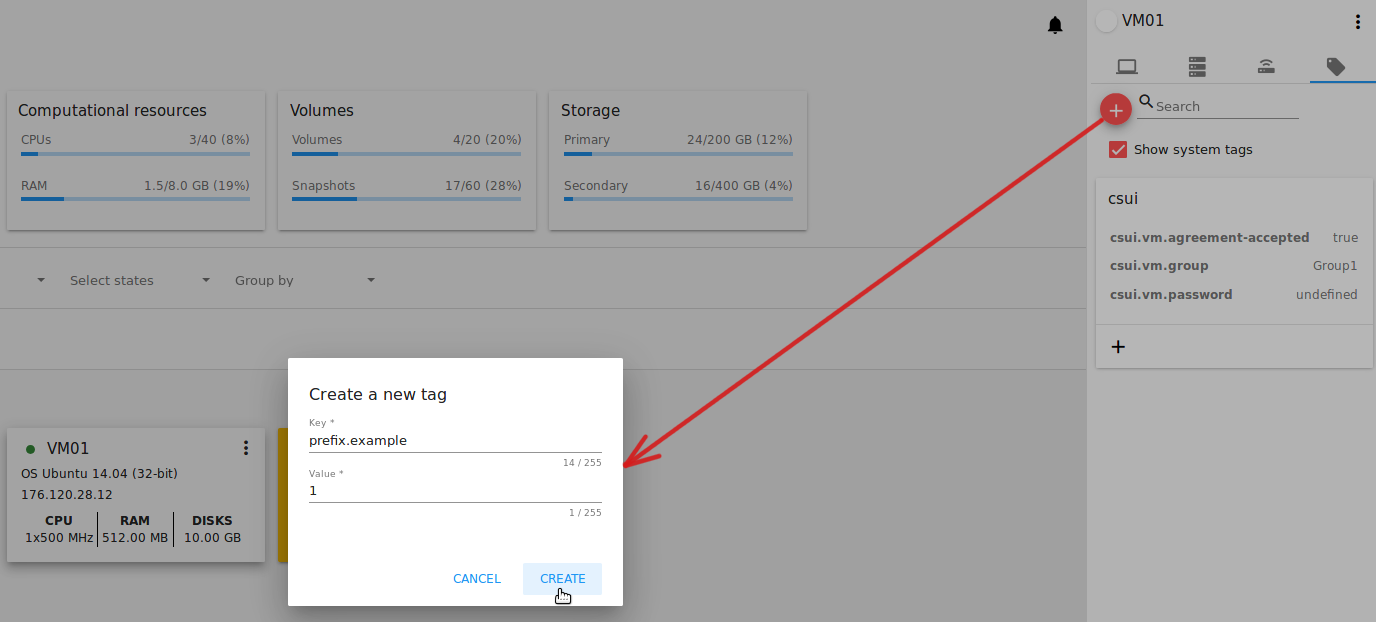 VM01
Search
Show system tags
csui
csui.vm.agreement-accepted true
csui.vm.group Group1
csui.vm.password undefined
Computational resources
CPUs 3/40 (8%)
RAM 1.5/8.0 GB (19%)
Volumes
Volumes 4/20 (20%)
Snapshots 17/60 (28%)
Storage
Primary 24/200 GB (12%)
Secondary 16/400 GB (4%)
Select states
Group by
VM01
OS Ubuntu 14.04 (32-bit)
176.120.28.12
CPU RAM DISKS
1x500 MHz 512.00 MB 10.00 GB
Create a new tag
Key *
prefix.example
14 / 255
Value *
1
1 / 255
CANCEL CREATE